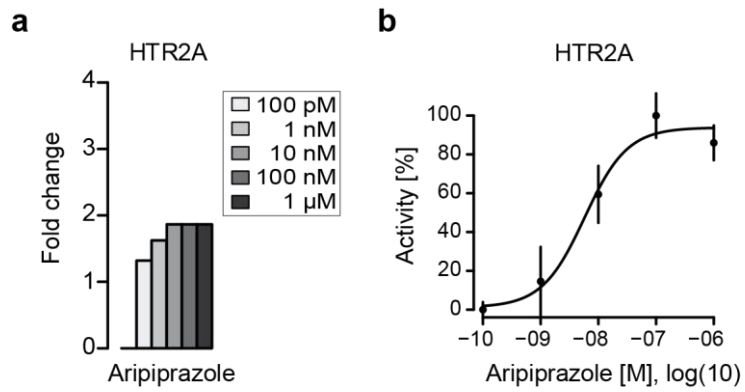 a
HTR2A
Fold change
4
3
2
1
0
100 pM
1 nM
10 nM
100 nM
1 µM
Aripiprazole
b
HTR2A
Activity [%]
100
80
60
40
20
0
−10 −09 −08 −07 −06
Aripiprazole [M], log(10)